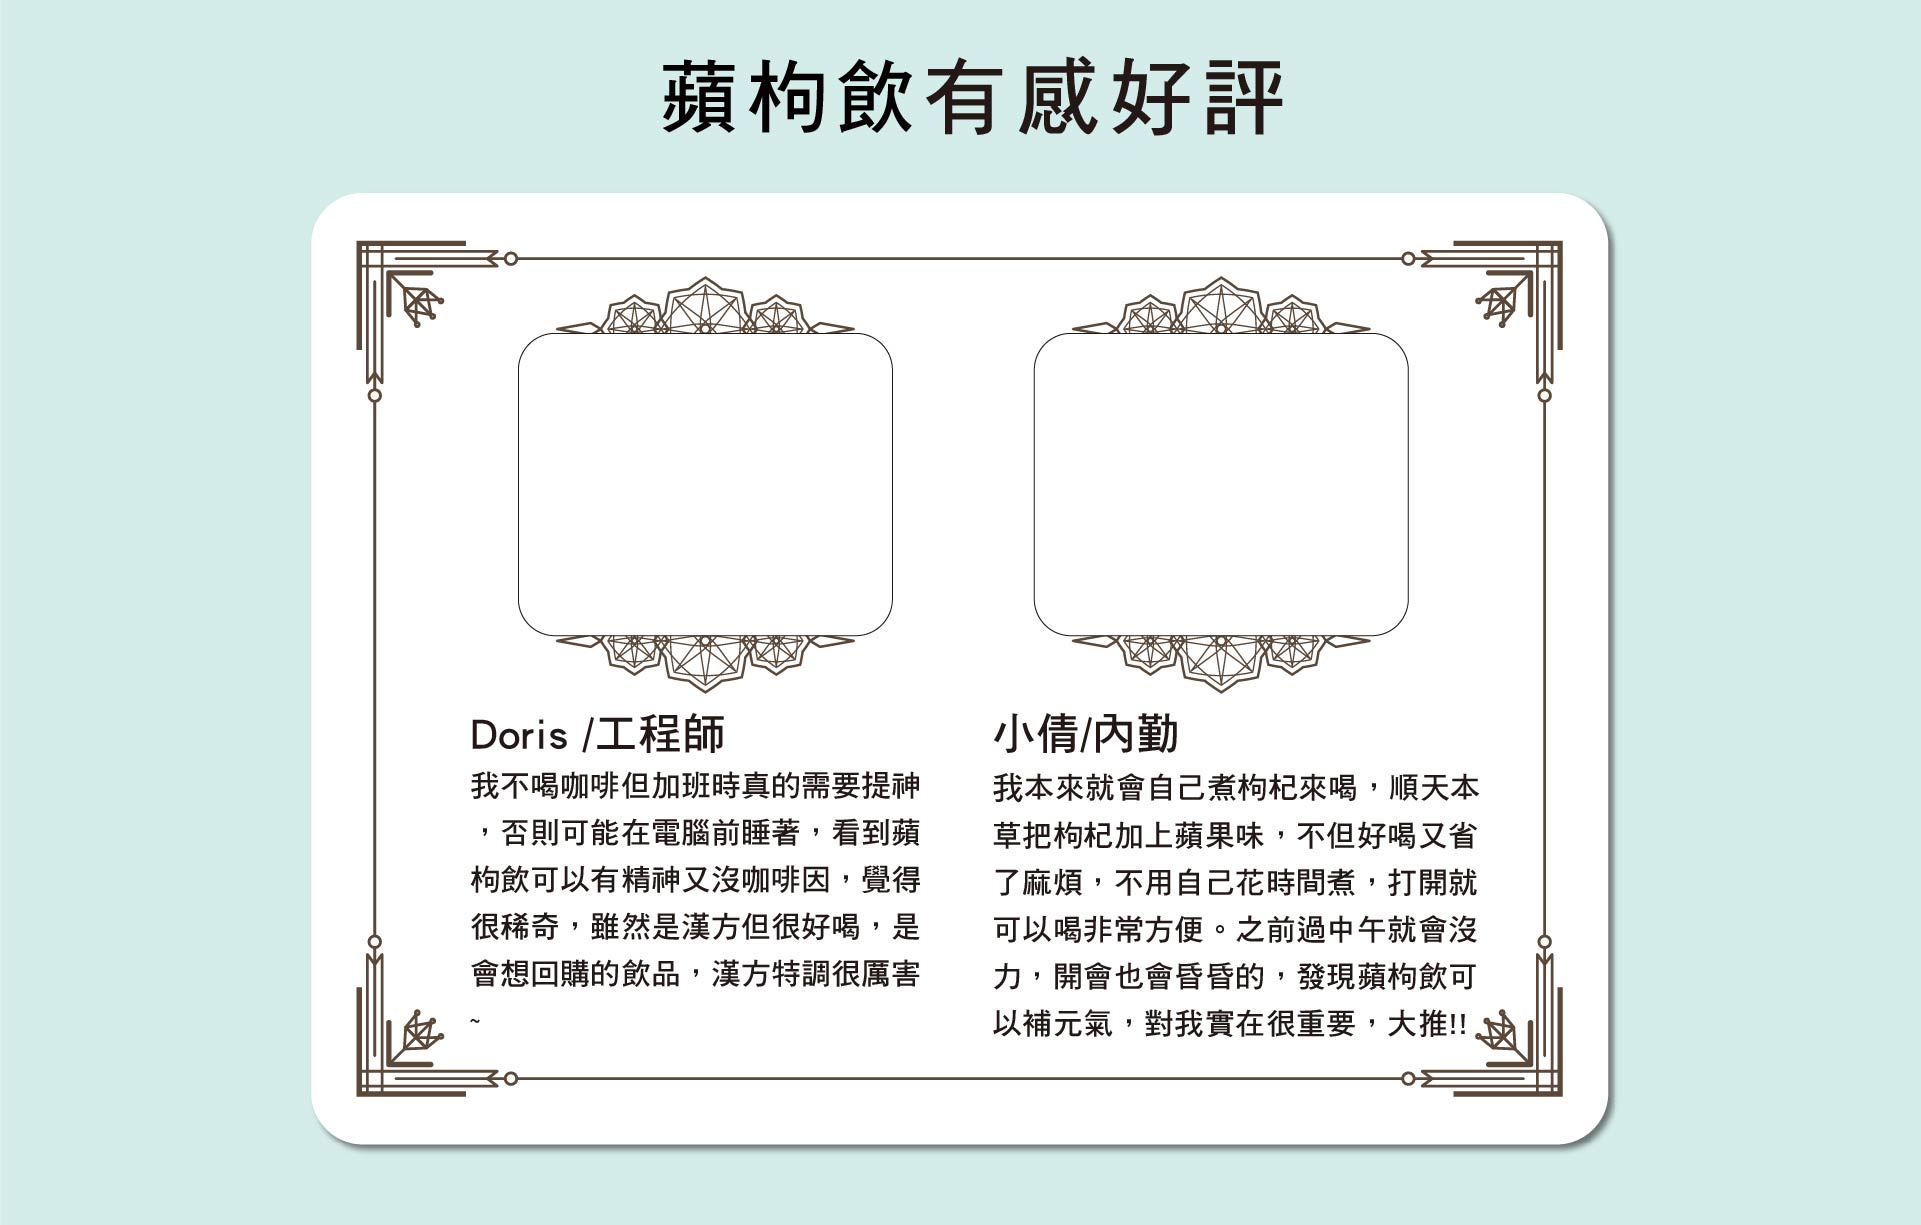 蘋枸飲有感好評
Doris /工程師
我不喝咖啡但加班時真的需要提神
，否則可能在電腦前睡著，看到蘋
枸飲可以有精神又沒咖啡因，覺得
很稀奇，雖然是漢方但很好喝，是
會想回購的飲品，漢方特調很厲害
~
小倩/內勤
我本來就會自己煮枸杞來喝，順天本
草把枸杞加上蘋果味，不但好喝又省
了麻煩，不用自己花時間煮，打開就
可以喝非常方便。之前過中午就會沒
力，開會也會昏昏的，發現蘋枸飲可
以補元氣，對我實在很重要，大推!!